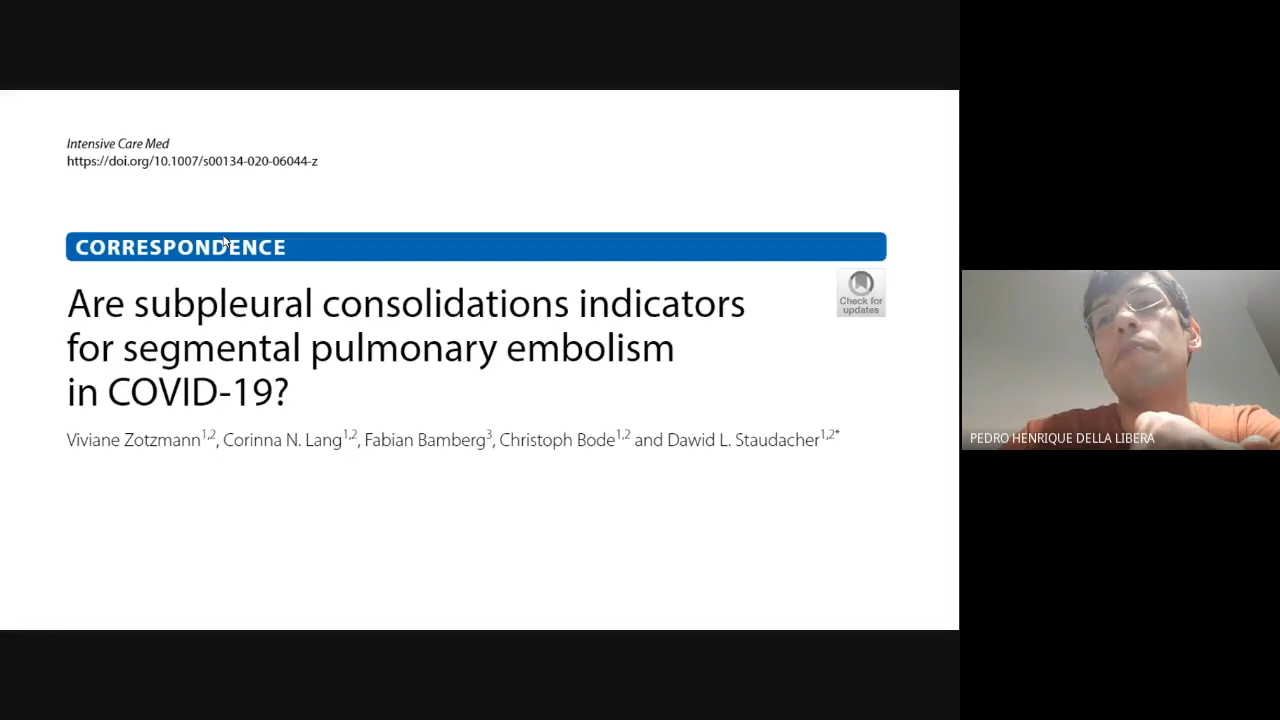 Intensive Care Med
https://doi.org/10.1007/s00134-020-06044-z
CORRESPONDENCE
Check for
updates
Are subpleural consolidations indicators
for segmental pulmonary embolism
in COVID-19?
Viviane Zotzmann1,2, Corinna N. Lang1,2, Fabian Bamberg3, Christoph Bode1,2 and Dawid L. Staudacher1,2*
PEDRO HENRIQUE DELLA LIBERA